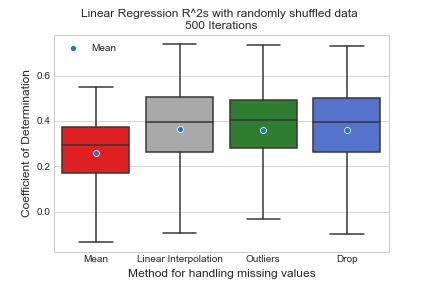 Linear Regression R^2s with randomly shuffled data
500 Iterations
Mean
Coefficient of Determination
0.6
0.4
0.2
0.0
Mean
Linear Interpolation
Outliers
Drop
Method for handling missing values